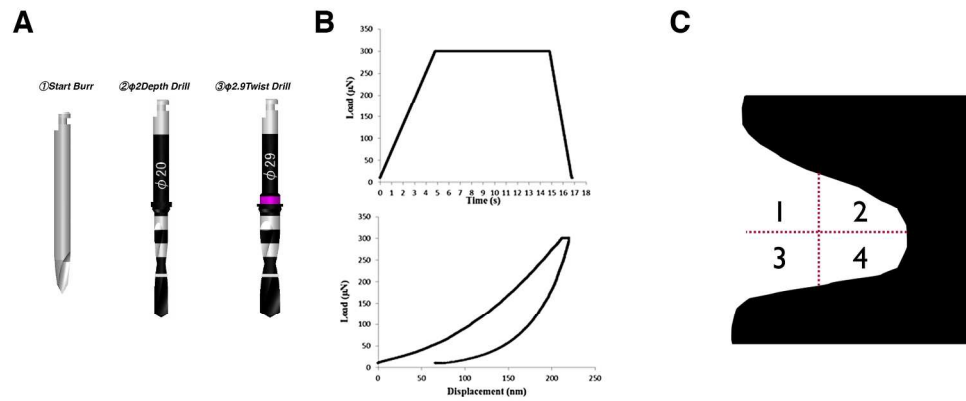 A
①Start Burr
②φ2Depth Drill
③φ2.9Twist Drill
φ20
φ29
B
Load (μN)
350
300
250
200
150
100
50
0
0 1 2 3 4 5 6 7 8 9 10 11 12 13 14 15 16 17 18
Time (s)
Load (μN)
350
300
250
200
150
100
50
0
0 50 100 150 200 250
Displacement (nm)
C
1 2
3 4